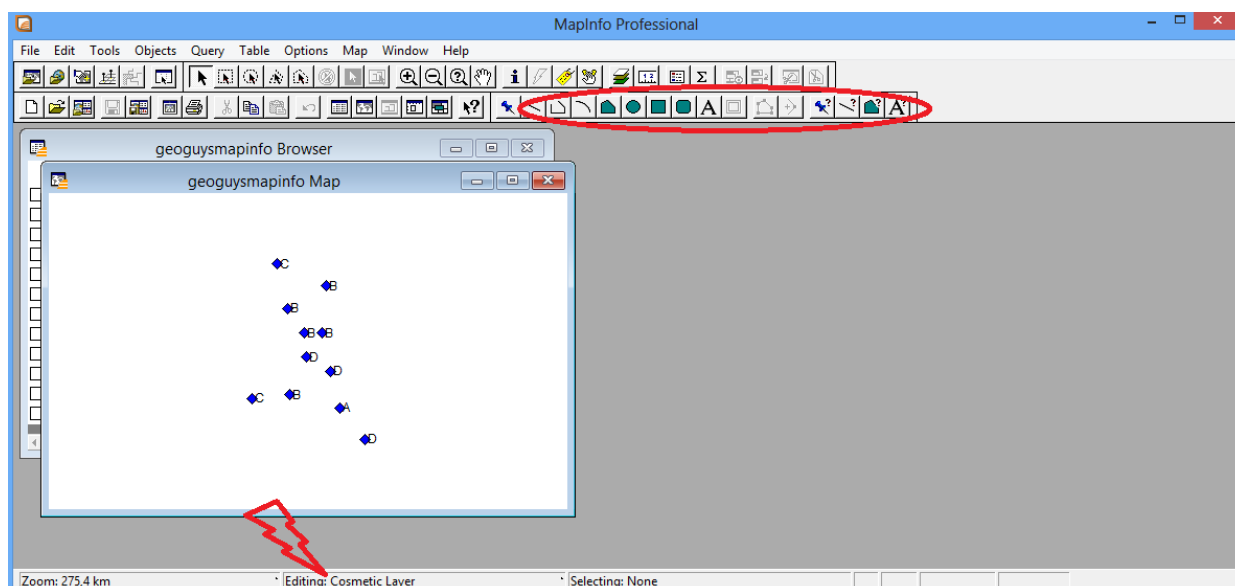 MapInfo Professional
File Edit Tools Objects Query Table Options Map Window Help
geoguysmapinfo Browser
geoguysmapinfo Map
C
B
B
B B
D
D
C B
A
D
Zoom: 275.4 km Editing: Cosmetic Layer Selecting: None